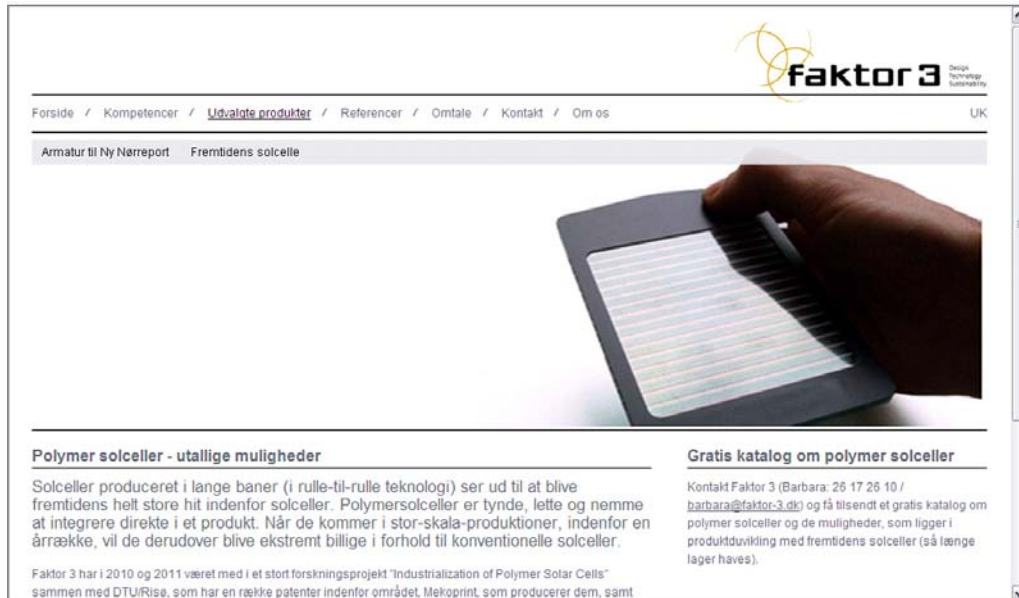 faktor 3
Design
Technology
Sustainability
Forside / Kompetencer / Udvalgte produkter / Referencer / Omtale / Kontakt / Om os
UK
Armatur til Ny Nørreport Fremtidens solcelle
Polymer solceller - utallige muligheder
Solceller produceret i lange baner (i rulle-til-rulle teknologi) ser ud til at blive
fremtidens helt store hit indenfor solceller. Polymersolceller er tynde, lette og nemme
at integrere direkte i et produkt. Når de kommer i stor-skala-produktioner, indenfor en
årrække, vil de derudover blive ekstremt billige i forhold til konventionelle solceller.
Faktor 3 har i 2010 og 2011 været med i et stort forskningsprojekt "Industrialization of Polymer Solar Cells"
sammen med DTU/Risø, som har en række patenter indenfor området, Mekoprint, som producerer dem, samt
Gratis katalog om polymer solceller
Kontakt Faktor 3 (Barbara: 26 17 26 10 /
barbara@faktor-3.dk) og få tilsendt et gratis katalog om
polymer solceller og de muligheder, som ligger i
produktduvikling med fremtidens solceller (så længe
lager haves).